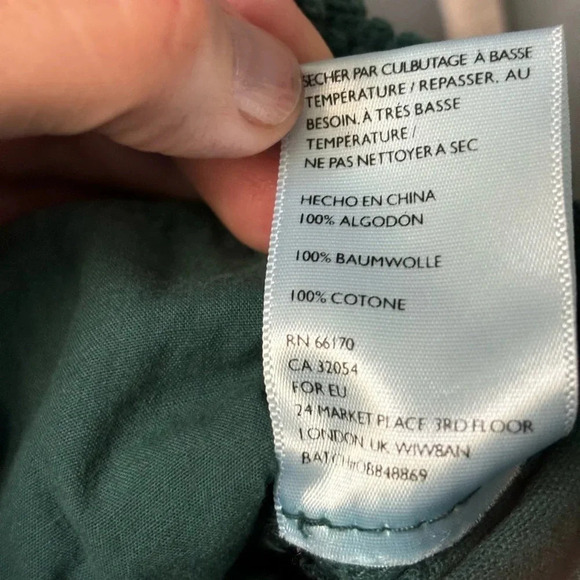 SECHER PAR CULBUTAGE À BASSE
TEMPÉRATURE / REPASSER, AU
BESOIN, À TRÈS BASSE
TEMPÉRATURE /
NE PAS NETTOYER A SEC
HECHO EN CHINA
100% ALGODÓN
100% BAUMWOLLE
100% COTONE
RN 66170
CA 32054
FOR EU
24 MARKET PLACE 3RD FLOOR
LONDON UK W1W8AN
BATCH#OB848869